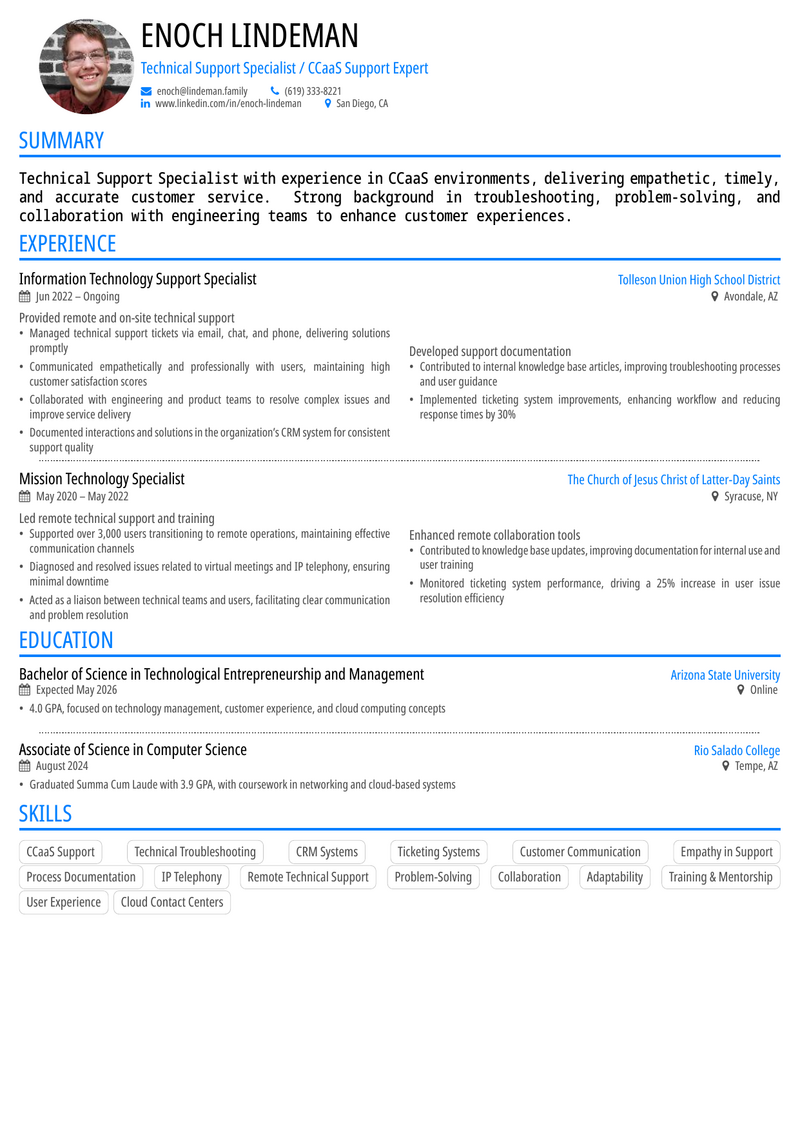 ENOCH LINDEMAN
Technical Support Specialist / CCaaS Support Expert
enoch@lindeman.family (619) 333-8221
www.linkedin.com/in/enoch-lindeman San Diego, CA
SUMMARY
Technical Support Specialist with experience in CCaaS environments, delivering empathetic, timely,
and accurate customer service. Strong background in troubleshooting, problem-solving, and
collaboration with engineering teams to enhance customer experiences.
EXPERIENCE
Information Technology Support Specialist
Tolleson Union High School District
Jun 2022 – Ongoing
Avondale, AZ
Provided remote and on-site technical support
• Managed technical support tickets via email, chat, and phone, delivering solutions
promptly
• Communicated empathetically and professionally with users, maintaining high
customer satisfaction scores
• Collaborated with engineering and product teams to resolve complex issues and
improve service delivery
• Documented interactions and solutions in the organization's CRM system for consistent
support quality
Developed support documentation
• Contributed to internal knowledge base articles, improving troubleshooting processes
and user guidance
• Implemented ticketing system improvements, enhancing workflow and reducing
response times by 30%
Mission Technology Specialist
The Church of Jesus Christ of Latter-Day Saints
May 2020 – May 2022
Syracuse, NY
Led remote technical support and training
• Supported over 3,000 users transitioning to remote operations, maintaining effective
communication channels
• Diagnosed and resolved issues related to virtual meetings and IP telephony, ensuring
minimal downtime
• Acted as a liaison between technical teams and users, facilitating clear communication
and problem resolution
Enhanced remote collaboration tools
• Contributed to knowledge base updates, improving documentation for internal use and
user training
• Monitored ticketing system performance, driving a 25% increase in user issue
resolution efficiency
EDUCATION
Bachelor of Science in Technological Entrepreneurship and Management
Arizona State University
Expected May 2026
Online
• 4.0 GPA, focused on technology management, customer experience, and cloud computing concepts
Associate of Science in Computer Science
Rio Salado College
August 2024
Tempe, AZ
• Graduated Summa Cum Laude with 3.9 GPA, with coursework in networking and cloud-based systems
SKILLS
CCaaS Support Technical Troubleshooting CRM Systems Ticketing Systems Customer Communication Empathy in Support
Process Documentation IP Telephony Remote Technical Support Problem-Solving Collaboration Adaptability Training & Mentorship
User Experience Cloud Contact Centers